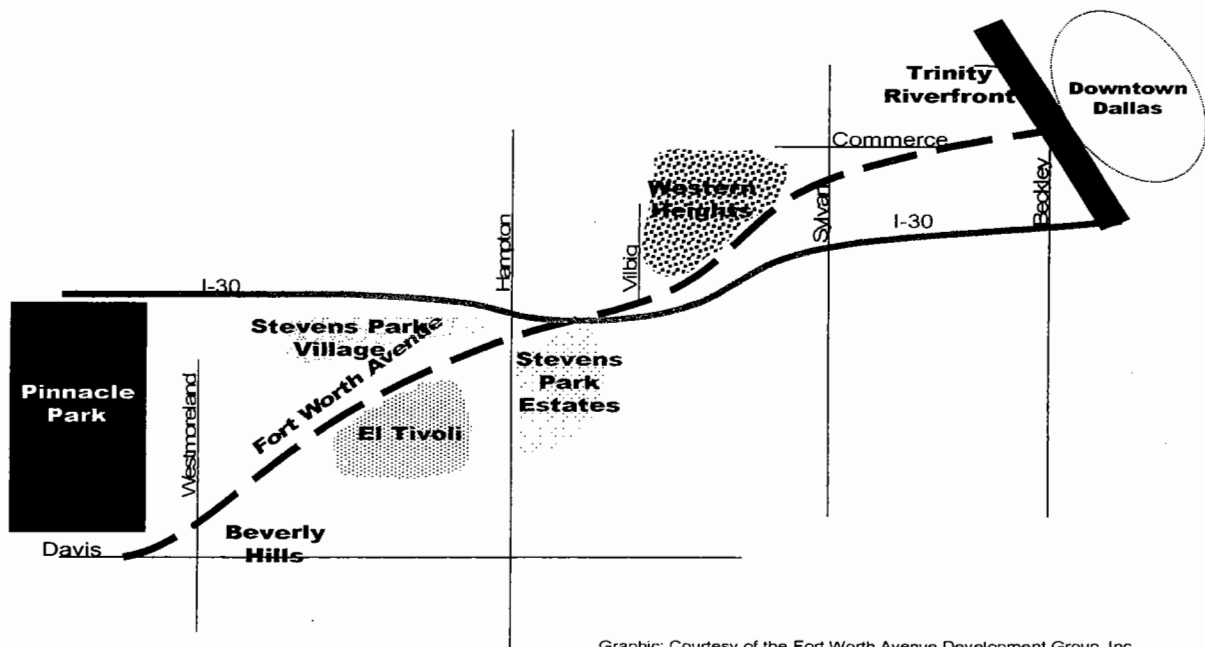 Trinity
Riverfront
Downtown
Dallas
Commerce
Western
Heights
Hampton
Vilbig
Sylvan
Beckley
I-30
I-30
Stevens Park
Village
Stevens
Park
Estates
Pinnacle
Park
Westmoreland
Fort Worth Avenue
El Tivoli
Beverly
Hills
Davis
Graphic: Courtesy of the Fort Worth Avenue Development Group, Inc.